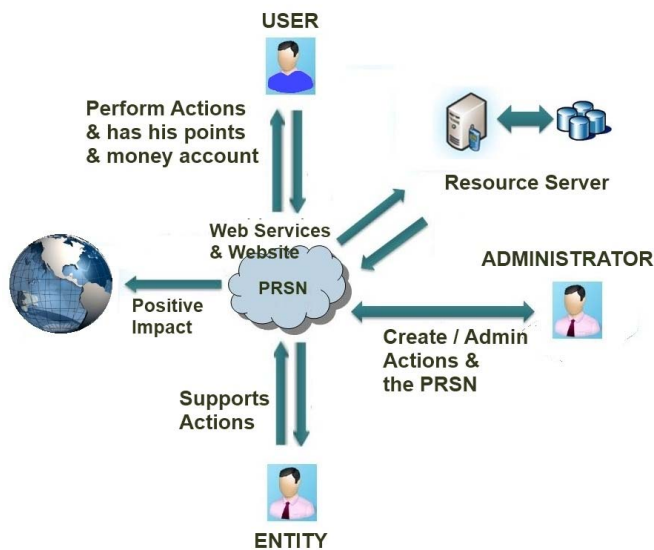 USER
Perform Actions
& has his points
& money account
Resource Server
Web Services
& Website
PRSN
ADMINISTRATOR
Positive
Impact
Create / Admin
Actions &
the PRSN
Supports
Actions
ENTITY